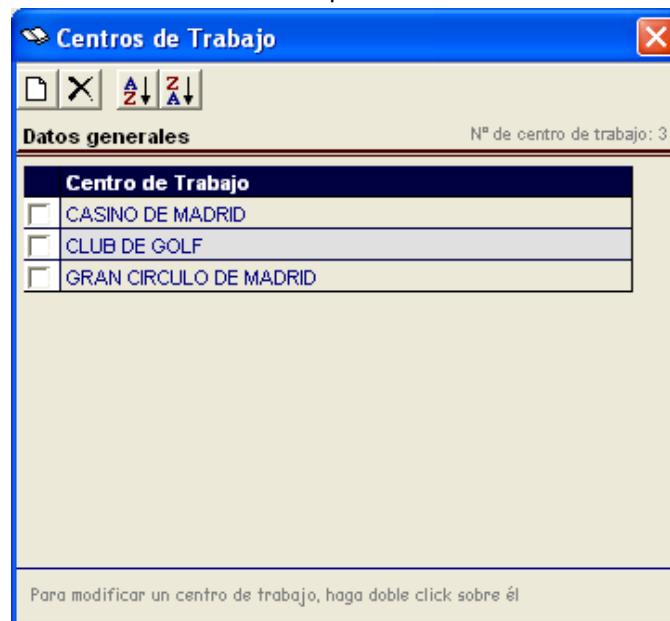 Centros de Trabajo
Datos generales Nº de centro de trabajo: 3
Centro de Trabajo
CASINO DE MADRID
CLUB DE GOLF
GRAN CIRCULO DE MADRID
Para modificar un centro de trabajo, haga doble click sobre él